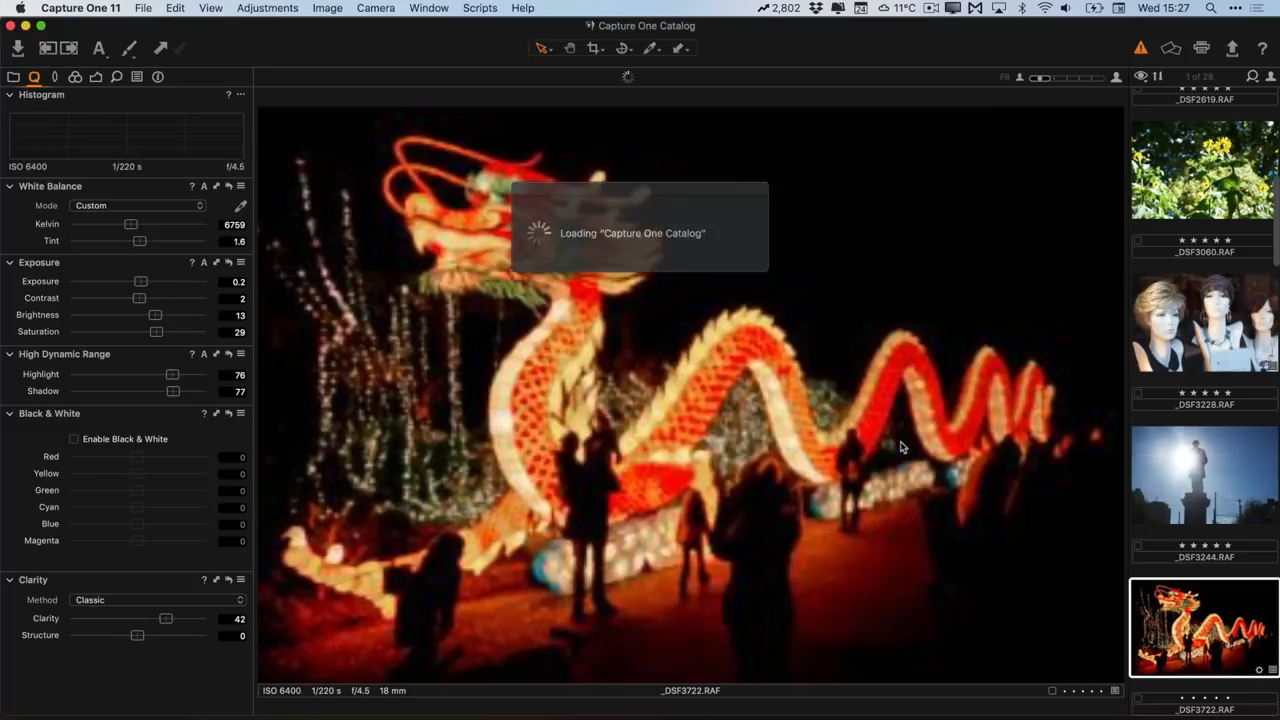 Capture One 11 File Edit View Adjustments Image Camera Window Scripts Help 2,802 24 11°C Wed 15:27
Capture One Catalog
Fit
1 of 28
Histogram
ISO 6400 1/220 s f/4.5
White Balance
Mode Custom
Kelvin 6759
Tint 1.6
Exposure
Exposure 0.2
Contrast 2
Brightness 13
Saturation 29
High Dynamic Range
Highlight 76
Shadow 77
Black & White
Enable Black & White
Red 0
Yellow 0
Green 0
Cyan 0
Blue 0
Magenta 0
Clarity
Method Classic
Clarity 42
Structure 0
Loading "Capture One Catalog"
ISO 6400 1/220 s f/4.5 18 mm _DSF3722.RAF
_DSF2619.RAF
_DSF3060.RAF
_DSF3228.RAF
_DSF3244.RAF
_DSF3722.RAF